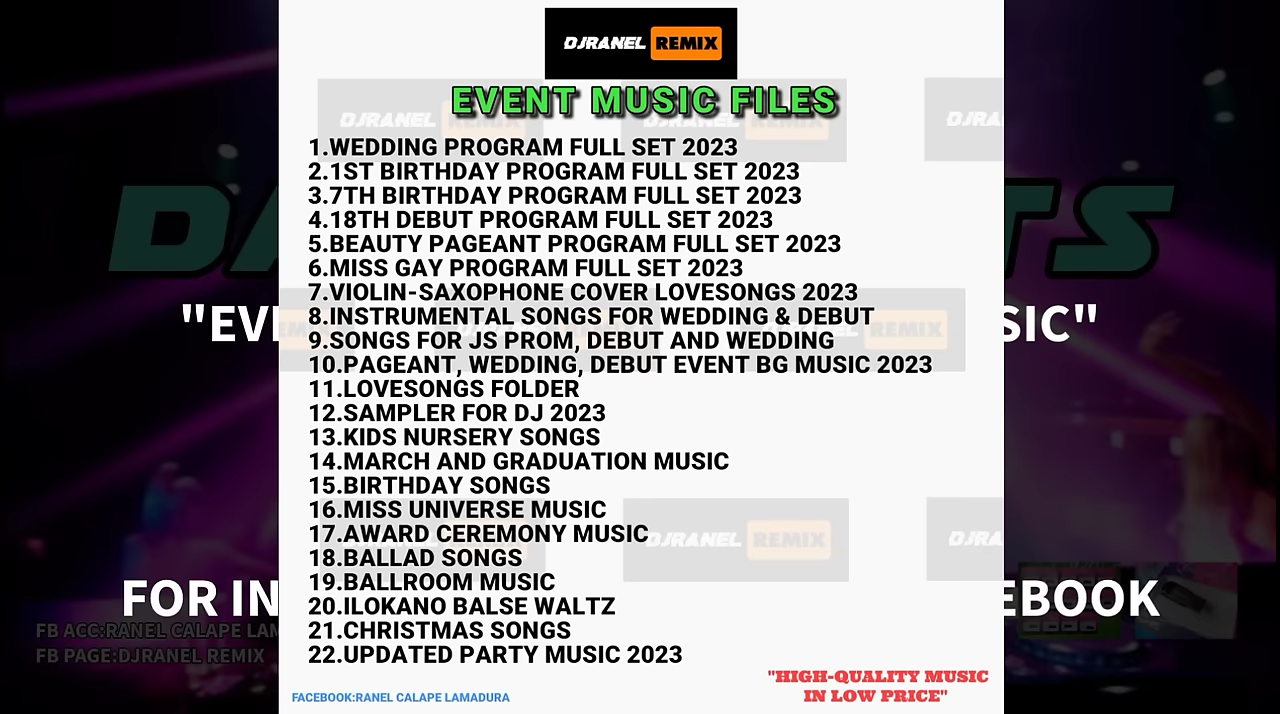 DJRANEL REMIX
EVENT MUSIC FILES
1.WEDDING PROGRAM FULL SET 2023
2.1ST BIRTHDAY PROGRAM FULL SET 2023
3.7TH BIRTHDAY PROGRAM FULL SET 2023
4.18TH DEBUT PROGRAM FULL SET 2023
5.BEAUTY PAGEANT PROGRAM FULL SET 2023
6.MISS GAY PROGRAM FULL SET 2023
7.VIOLIN-SAXOPHONE COVER LOVESONGS 2023
8.INSTRUMENTAL SONGS FOR WEDDING & DEBUT
9.SONGS FOR JS PROM, DEBUT AND WEDDING
10.PAGEANT, WEDDING, DEBUT EVENT BG MUSIC 2023
11.LOVESONGS FOLDER
12.SAMPLER FOR DJ 2023
13.KIDS NURSERY SONGS
14.MARCH AND GRADUATION MUSIC
15.BIRTHDAY SONGS
16.MISS UNIVERSE MUSIC
17.AWARD CEREMONY MUSIC
18.BALLAD SONGS
19.BALLROOM MUSIC
20.ILOKANO BALSE WALTZ
21.CHRISTMAS SONGS
22.UPDATED PARTY MUSIC 2023
"HIGH-QUALITY MUSIC
IN LOW PRICE"
FACEBOOK:RANEL CALAPE LAMADURA
FOR
FB ACC:RANEL CALAPE
FB PAGE:DJRANEL REMIX